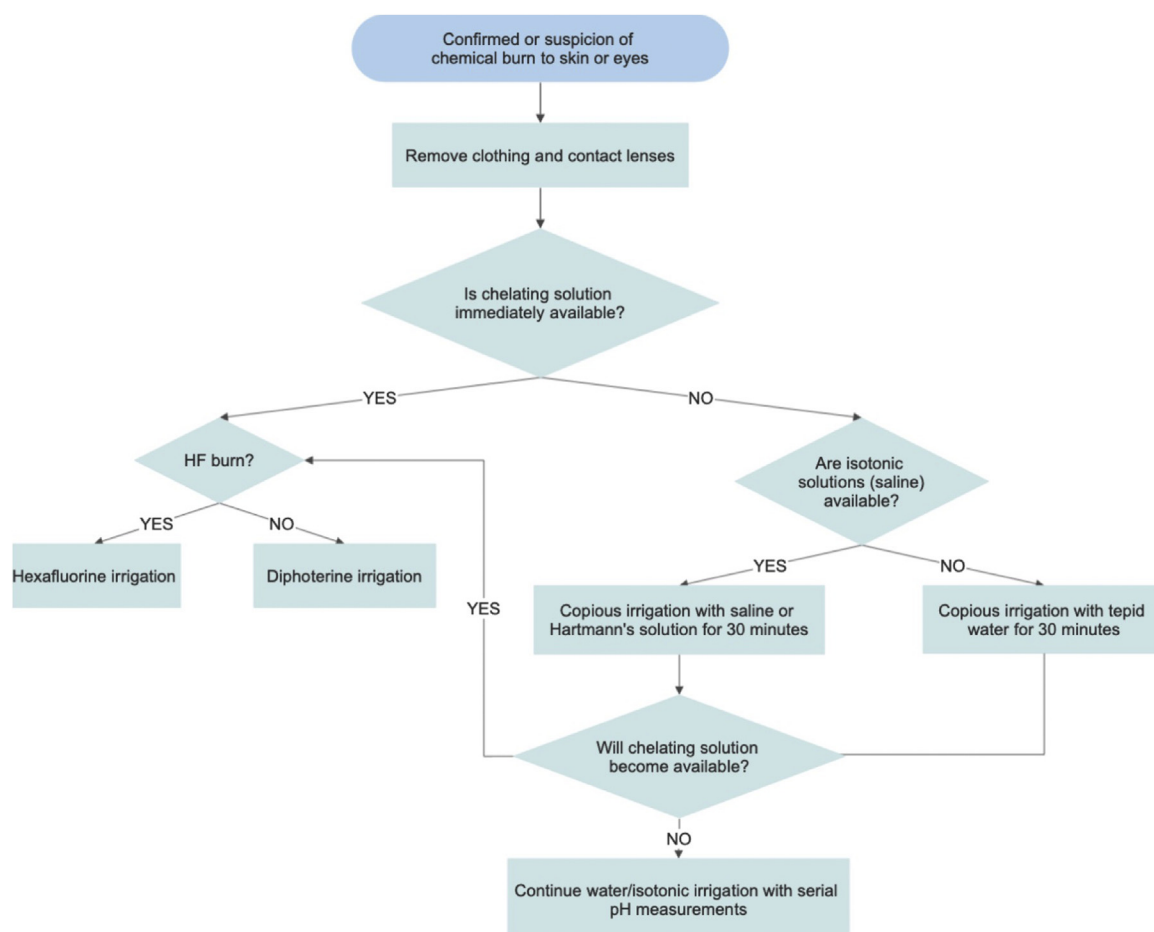 Confirmed or suspicion of
chemical burn to skin or eyes
Remove clothing and contact lenses
Is chelating solution
immediately available?
YES
NO
HF burn?
Are isotonic
solutions (saline)
available?
YES
NO
Hexafluorine irrigation
Diphoterine irrigation
YES
YES
NO
Copious irrigation with saline or
Hartmann's solution for 30 minutes
Copious irrigation with tepid
water for 30 minutes
Will chelating solution
become available?
NO
Continue water/isotonic irrigation with serial
pH measurements